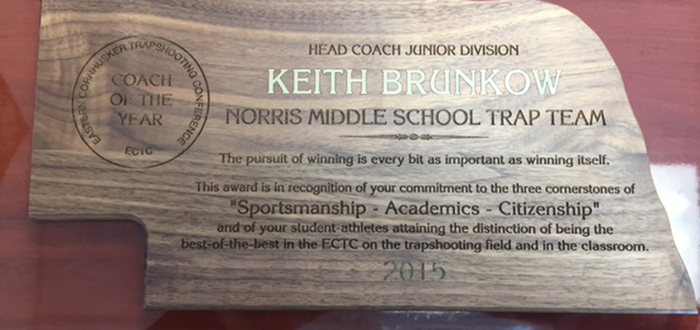 EASTERN CORNHUSKER TRAPSHOOTING CONFERENCE
COACH
OF THE
YEAR
ECTC
HEAD COACH JUNIOR DIVISION
KEITH BRUNKOW
NORRIS MIDDLE SCHOOL TRAP TEAM
The pursuit of winning is every bit as important as winning itself.
This award is in recognition of your commitment to the three cornerstones of
"Sportsmanship - Academics - Citizenship"
and of your student-athletes attaining the distinction of being the
best-of-the-best in the ECTC on the trapshooting field and in the classroom.
2015